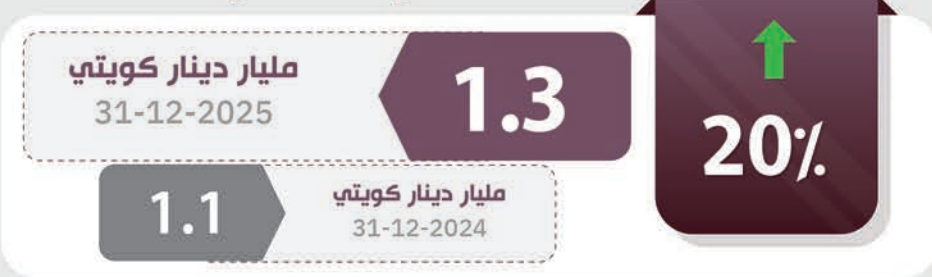 20%
1.3
مليار دينار كويتي
31-12-2025
مليار دينار كويتي
31-12-2024
1.1